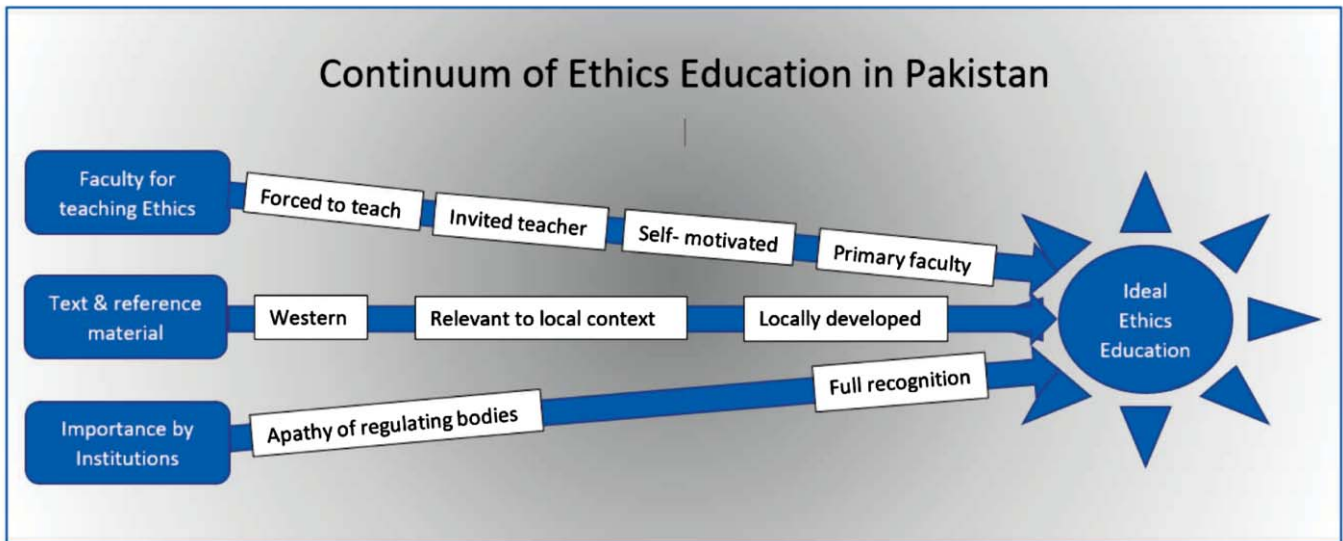 Continuum of Ethics Education in Pakistan
Faculty for
teaching Ethics
Forced to teach
Invited teacher
Self- motivated
Primary faculty
Text & reference
material
Western
Relevant to local context
Locally developed
Importance by
Institutions
Apathy of regulating bodies
Full recognition
Ideal
Ethics
Education